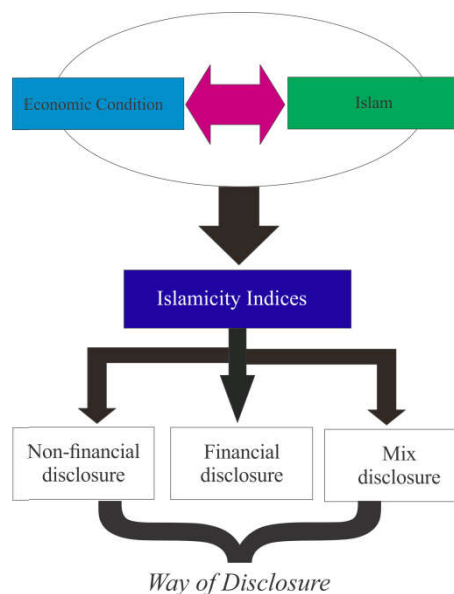 Economic Condition
Islam
Islamicity Indices
Non-financial
disclosure
Financial
disclosure
Mix
disclosure
Way of Disclosure